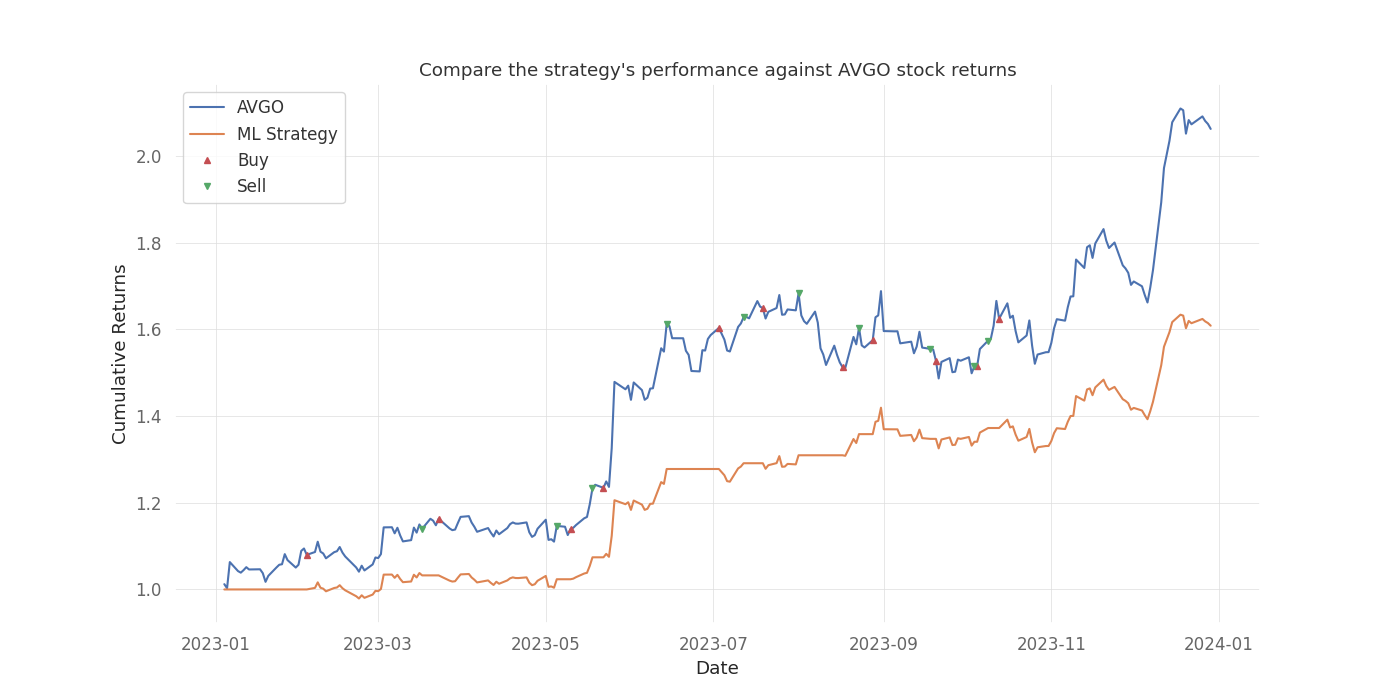 Compare the strategy's performance against AVGO stock returns
AVGO
ML Strategy
Buy
Sell
Cumulative Returns
2.0
1.8
1.6
1.4
1.2
1.0
2023-01
2023-03
2023-05
2023-07
2023-09
2023-11
2024-01
Date